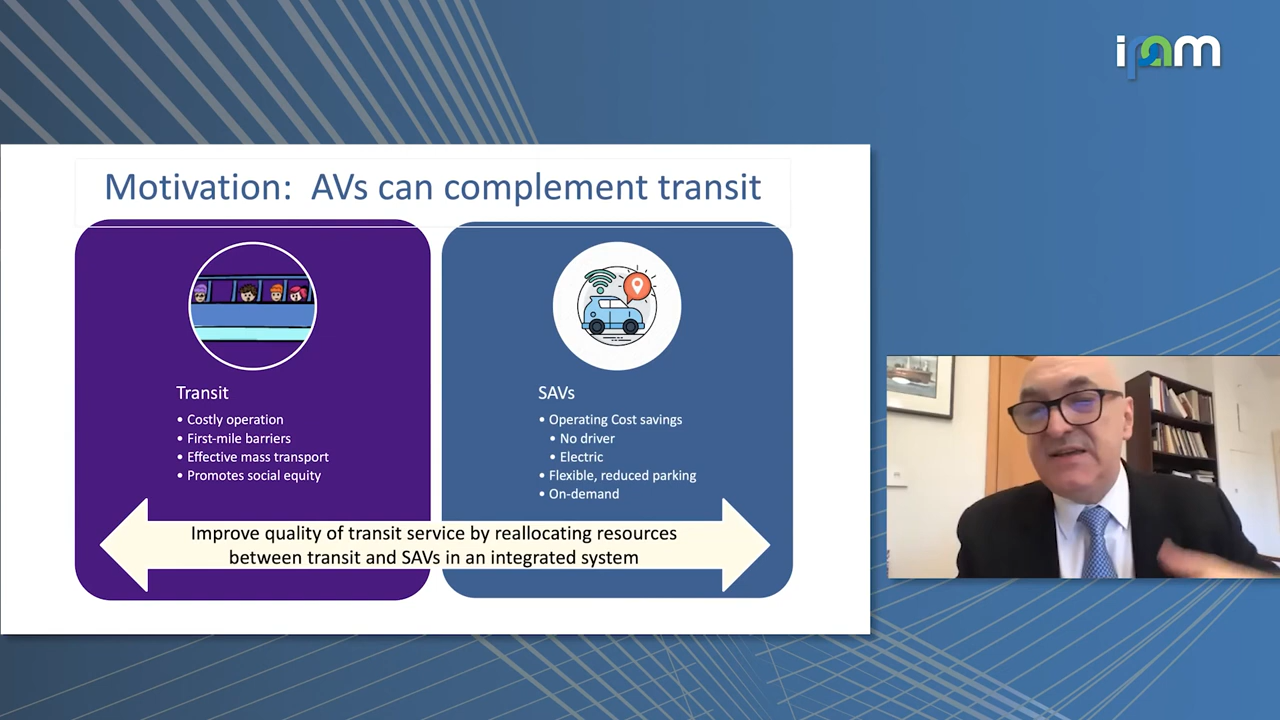 ipam
Motivation:  AVs can complement transit
Transit
• Costly operation
• First-mile barriers
• Effective mass transport
• Promotes social equity
SAVs
• Operating Cost savings
• No driver
• Electric
• Flexible, reduced parking
• On-demand
Improve quality of transit service by reallocating resources
between transit and SAVs in an integrated system